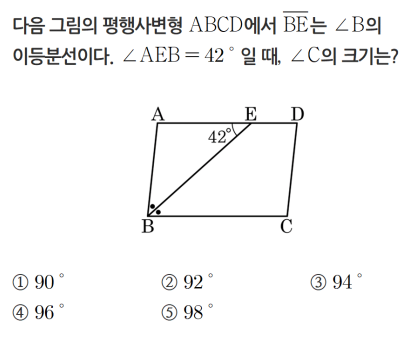 다음 그림의 평행사변형 ABCD에서 BE는 ∠B의
이등분선이다. ∠AEB=42°일 때, ∠C의 크기는?
A E D
42°
B C
① 90° ② 92° ③ 94°
④ 96° ⑤ 98°